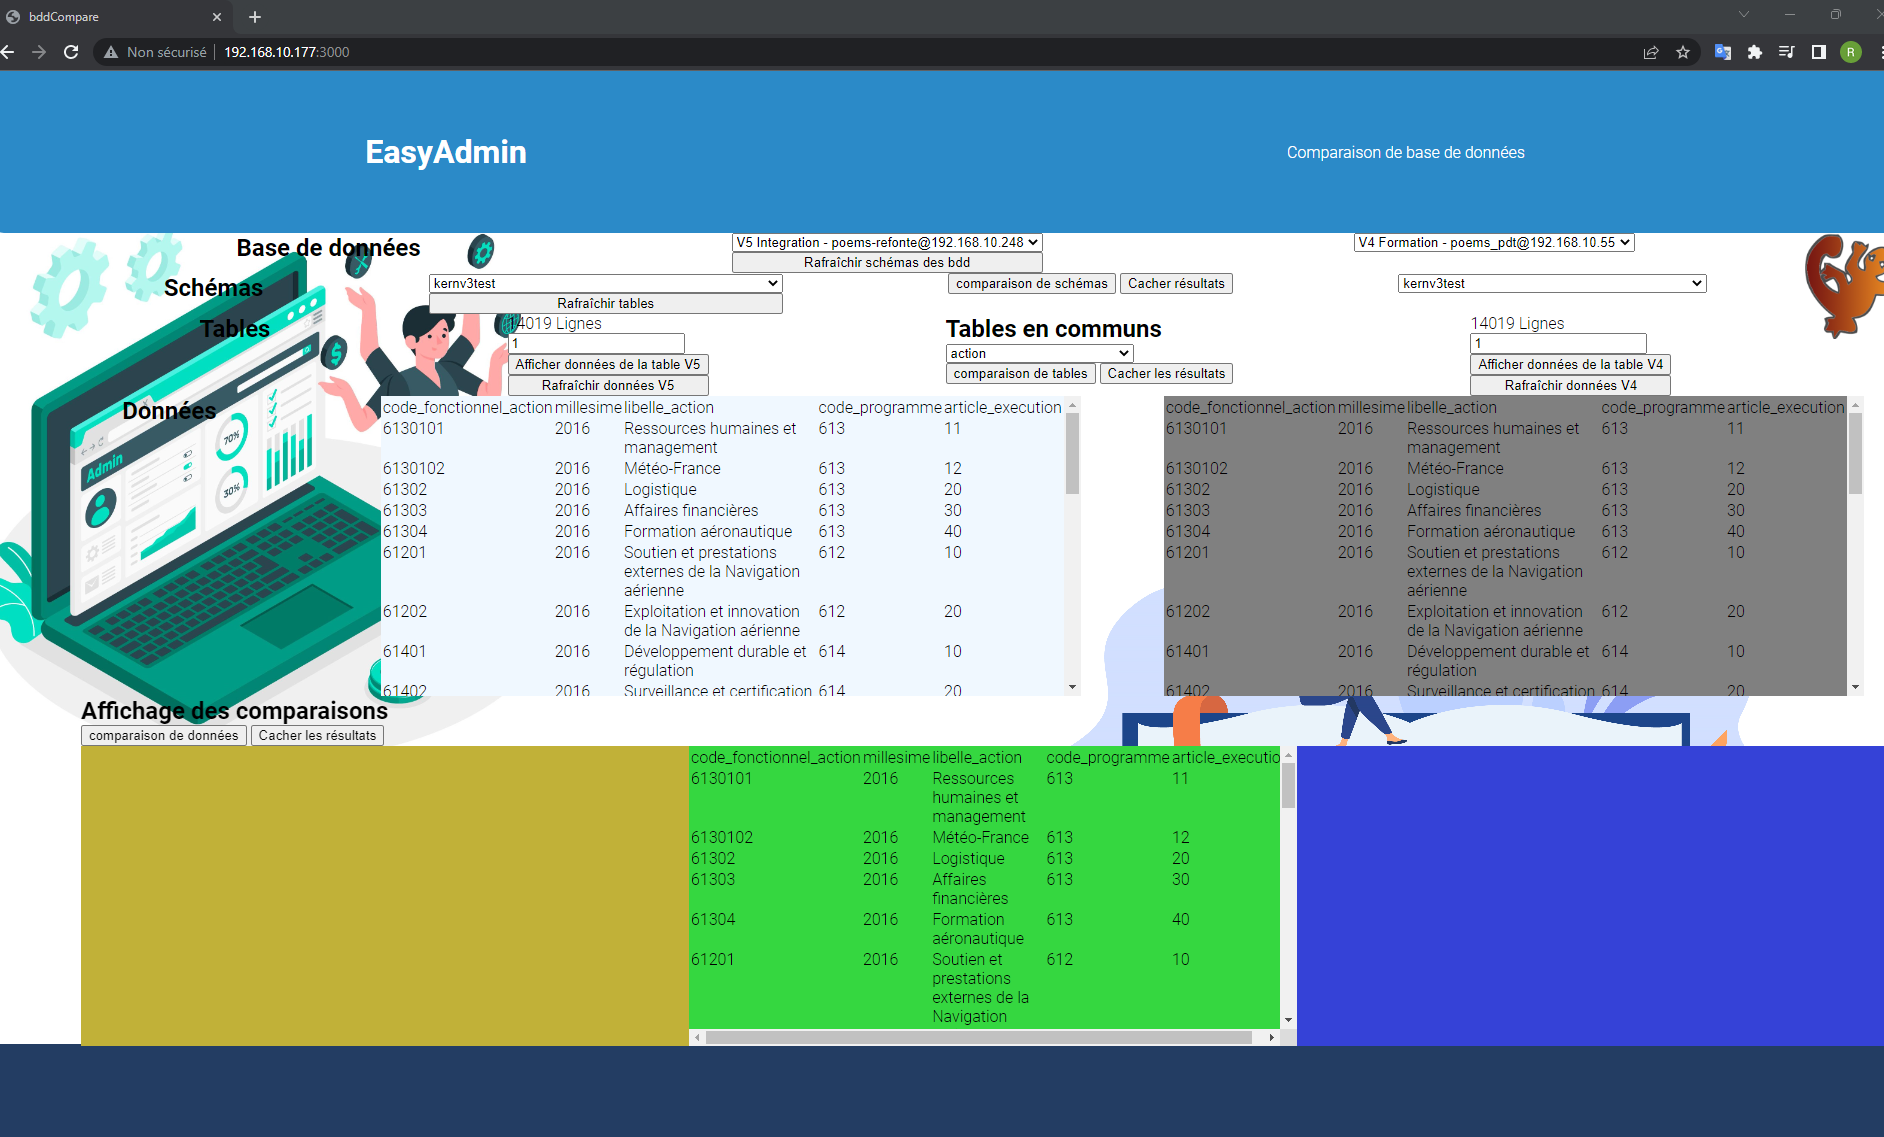 bddCompare
Non sécurisé 192.168.10.177:3000
R
EasyAdmin
Comparaison de base de données
Base de données
V5 Integration - poems-refonte@192.168.10.248
V4 Formation - poems_pdt@192.168.10.55
Rafraîchir schémas des bdd
Schémas
kernv3test
comparaison de schémas Cacher résultats
kernv3test
Rafraîchir tables
Tables
14019 Lignes
Tables en communs
14019 Lignes
1
action
1
Afficher données de la table V5
comparaison de tables Cacher les résultats
Afficher données de la table V4
Rafraîchir données V5
Rafraîchir données V4
Admin
70%
30%
Données
code_fonctionnel_action millesime libelle_action code_programme article_execution
6130101 2016 Ressources humaines et 613 11
management
6130102 2016 Météo-France 613 12
61302 2016 Logistique 613 20
61303 2016 Affaires financières 613 30
61304 2016 Formation aéronautique 613 40
61201 2016 Soutien et prestations 612 10
externes de la Navigation
aérienne
61202 2016 Exploitation et innovation 612 20
de la Navigation aérienne
61401 2016 Développement durable et 614 10
régulation
61402 2016 Surveillance et certification 614 20
code_fonctionnel_action millesime libelle_action code_programme article_execution
6130101 2016 Ressources humaines et 613 11
management
6130102 2016 Météo-France 613 12
61302 2016 Logistique 613 20
61303 2016 Affaires financières 613 30
61304 2016 Formation aéronautique 613 40
61201 2016 Soutien et prestations 612 10
externes de la Navigation
aérienne
61202 2016 Exploitation et innovation 612 20
de la Navigation aérienne
61401 2016 Développement durable et 614 10
régulation
61402 2016 Surveillance et certification 614 20
Affichage des comparaisons
comparaison de données Cacher les résultats
code_fonctionnel_action millesime libelle_action code_programme article_executio
6130101 2016 Ressources 613 11
humaines et
management
6130102 2016 Météo-France 613 12
61302 2016 Logistique 613 20
61303 2016 Affaires 613 30
financières
61304 2016 Formation 613 40
aéronautique
61201 2016 Soutien et 612 10
prestations
externes de la
Navigation